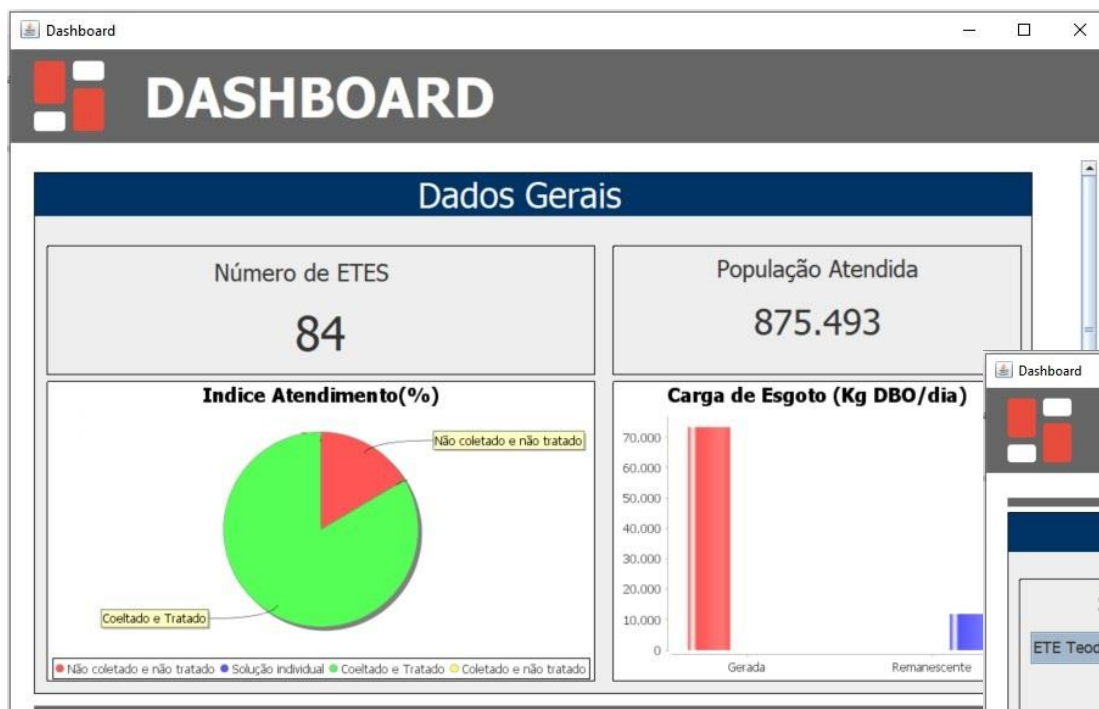 Dashboard
DASHBOARD
Dados Gerais
Número de ETES
84
População Atendida
875.493
Indice Atendimento(%)
Não coletado e não tratado
Coeltado e Tratado
Não coletado e não tratado Solução individual Coeltado e Tratado Coletado e não tratado
Carga de Esgoto (Kg DBO/dia)
70.000
60.000
50.000
40.000
30.000
20.000
10.000
0
Gerada Remanescente
Dashboard
ETE Teod